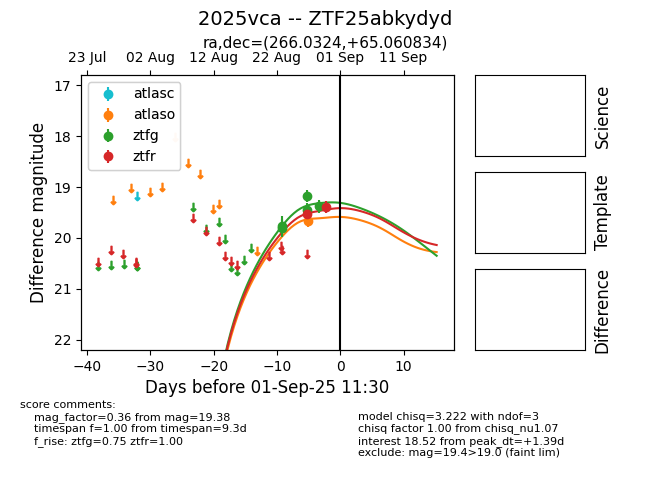 2025vca -- ZTF25abkydyd
ra,dec=(266.0324,+65.060834)
23 Jul 02 Aug 12 Aug 22 Aug 01 Sep 11 Sep
17
18
19
20
21
22
Difference magnitude
atlasc
atlaso
ztfg
ztfr
−40 −30 −20 −10 0 10
Days before 01-Sep-25 11:30
Science
Template
Difference
score comments:
mag_factor=0.36 from mag=19.38
timespan f=1.00 from timespan=9.3d
f_rise: ztfg=0.75 ztfr=1.00
model chisq=3.222 with ndof=3
chisq factor 1.00 from chisq_nu1.07
interest 18.52 from peak_dt=+1.39d
exclude: mag=19.4>19.0 (faint lim)